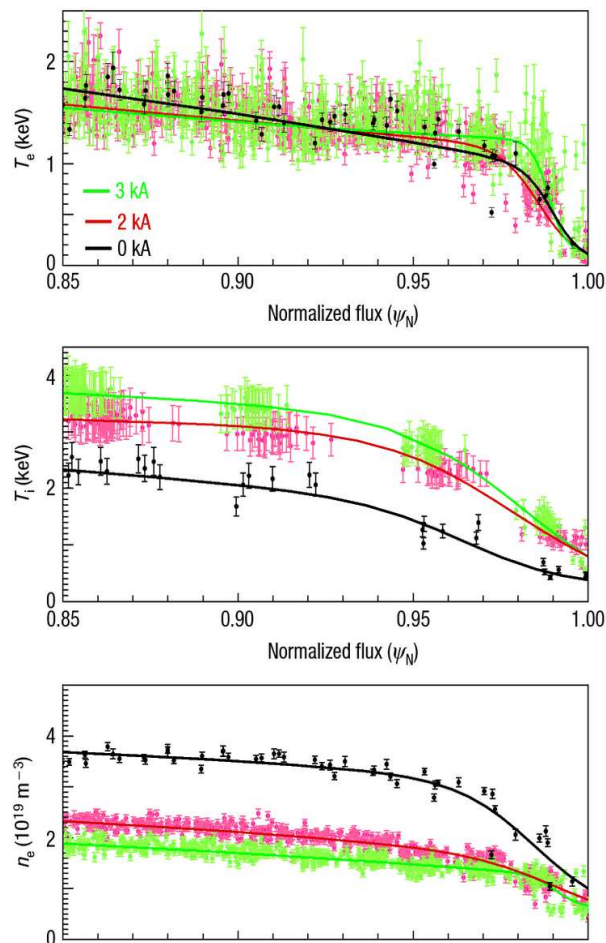 2
T_e (keV)
1
3 kA
2 kA
0 kA
0
0.85 0.90 0.95 1.00
Normalized flux (ψ_N)
4
T_i (keV)
2
0
0.85 0.90 0.95 1.00
Normalized flux (ψ_N)
4
n_e (10^19 m^−3)
2
0